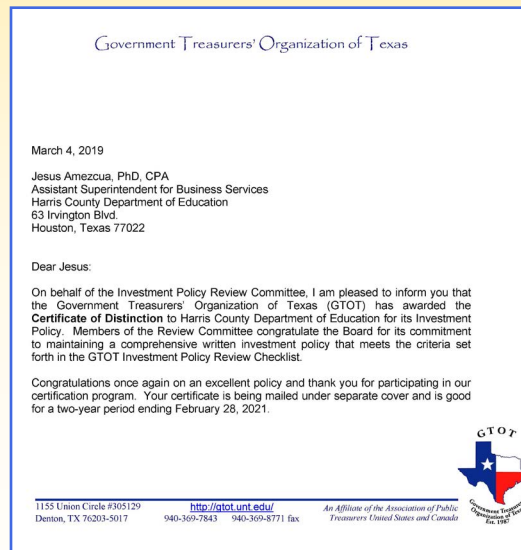 Government Treasurers' Organization of Texas
March 4, 2019
Jesus Amezcua, PhD, CPA
Assistant Superintendent for Business Services
Harris County Department of Education
63 Irvington Blvd.
Houston, Texas 77022
Dear Jesus:
On behalf of the Investment Policy Review Committee, I am pleased to inform you that
the Government Treasurers' Organization of Texas (GTOT) has awarded the
Certificate of Distinction to Harris County Department of Education for its Investment
Policy. Members of the Review Committee congratulate the Board for its commitment
to maintaining a comprehensive written investment policy that meets the criteria set
forth in the GTOT Investment Policy Review Checklist.
Congratulations once again on an excellent policy and thank you for participating in our
certification program. Your certificate is being mailed under separate cover and is good
for a two-year period ending February 28, 2021.
GTOT
Government
Organization of
Est. 1987
1155 Union Circle #305129 http://gtot.unt.edu/ An Affiliate of the Association of Public
Denton, TX 76203-5017 940-369-7843 940-369-8771 fax Treasurers United States and Canada